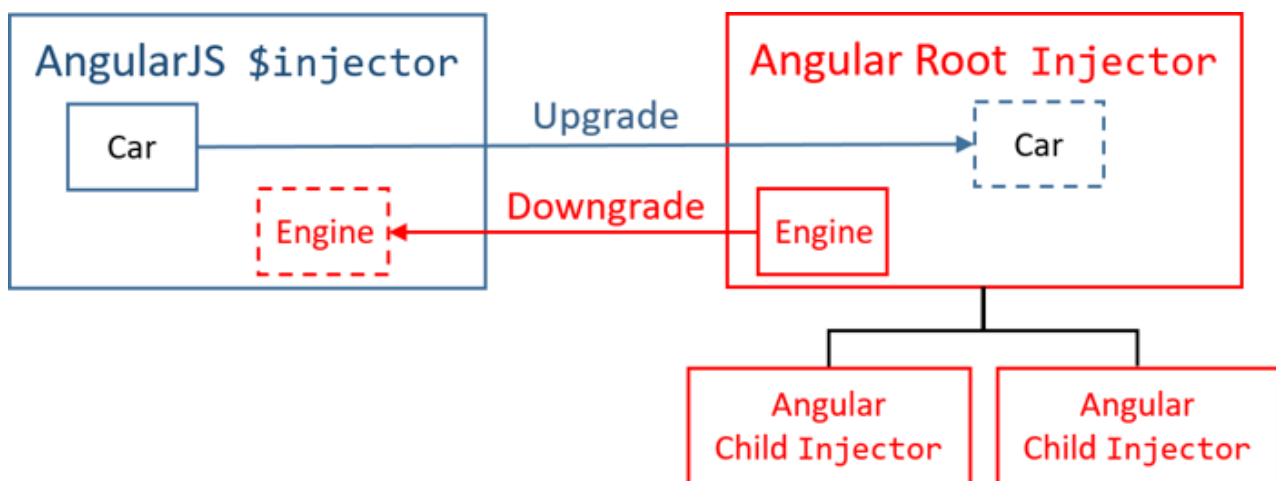 AngularJS $injector
Car
Engine
Upgrade
Downgrade
Angular Root Injector
Car
Engine
Angular
Child Injector
Angular
Child Injector